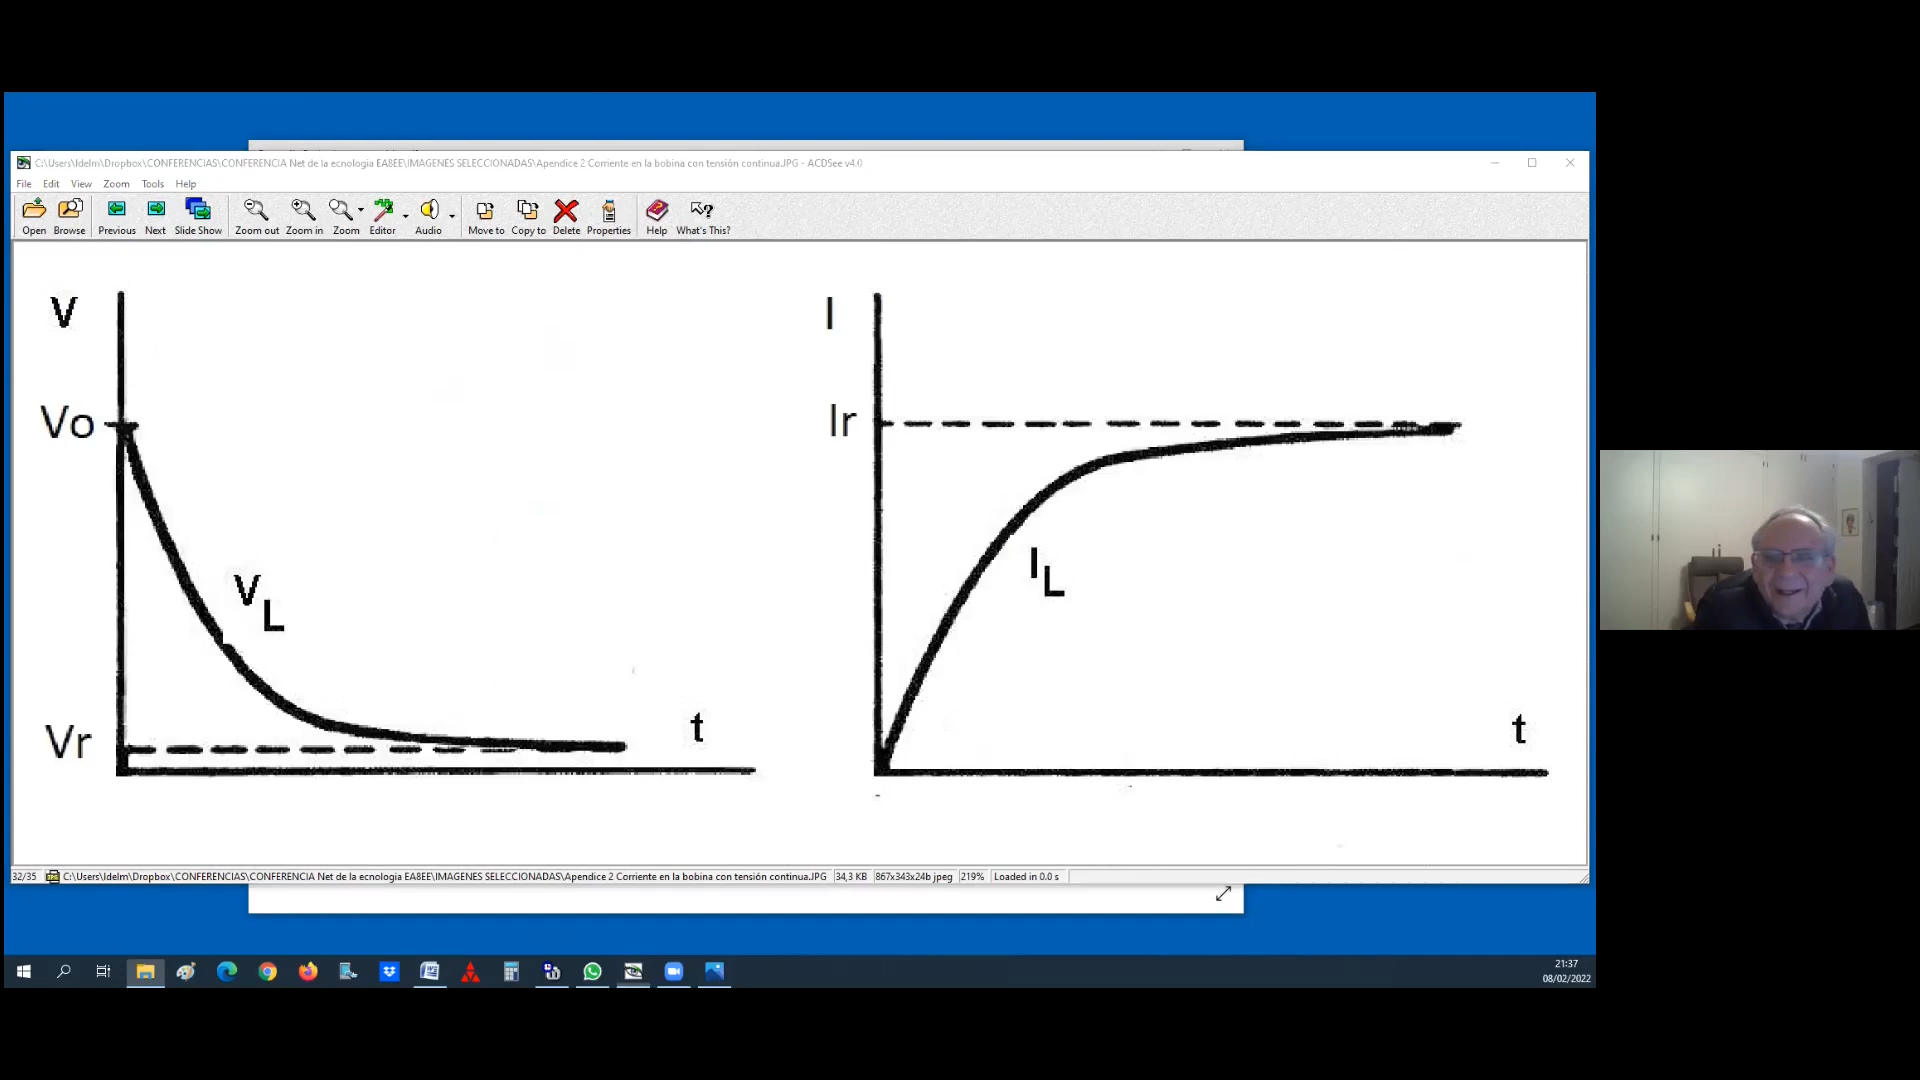 C:\Users\Idelm\Dropbox\CONFERENCIAS\CONFERENCIA Net de la ecnologia EA8EE\IMAGENES SELECCIONADAS\Apendice 2 Corriente en la bobina con tensión continua.JPG - ACDSee v4.0
File Edit View Zoom Tools Help
Open Browse Previous Next Slide Show Zoom out Zoom in Zoom Editor Audio Move to Copy to Delete Properties Help What's This?
V
Vo
VL
Vr
t
I
Ir
IL
t
32/35 C:\Users\Idelm\Dropbox\CONFERENCIAS\CONFERENCIA Net de la ecnologia EA8EE\IMAGENES SELECCIONADAS\Apendice 2 Corriente en la bobina con tensión continua.JPG 34,3 KB 867x343x24b jpeg 219% Loaded in 0.0 s
21:37
08/02/2022